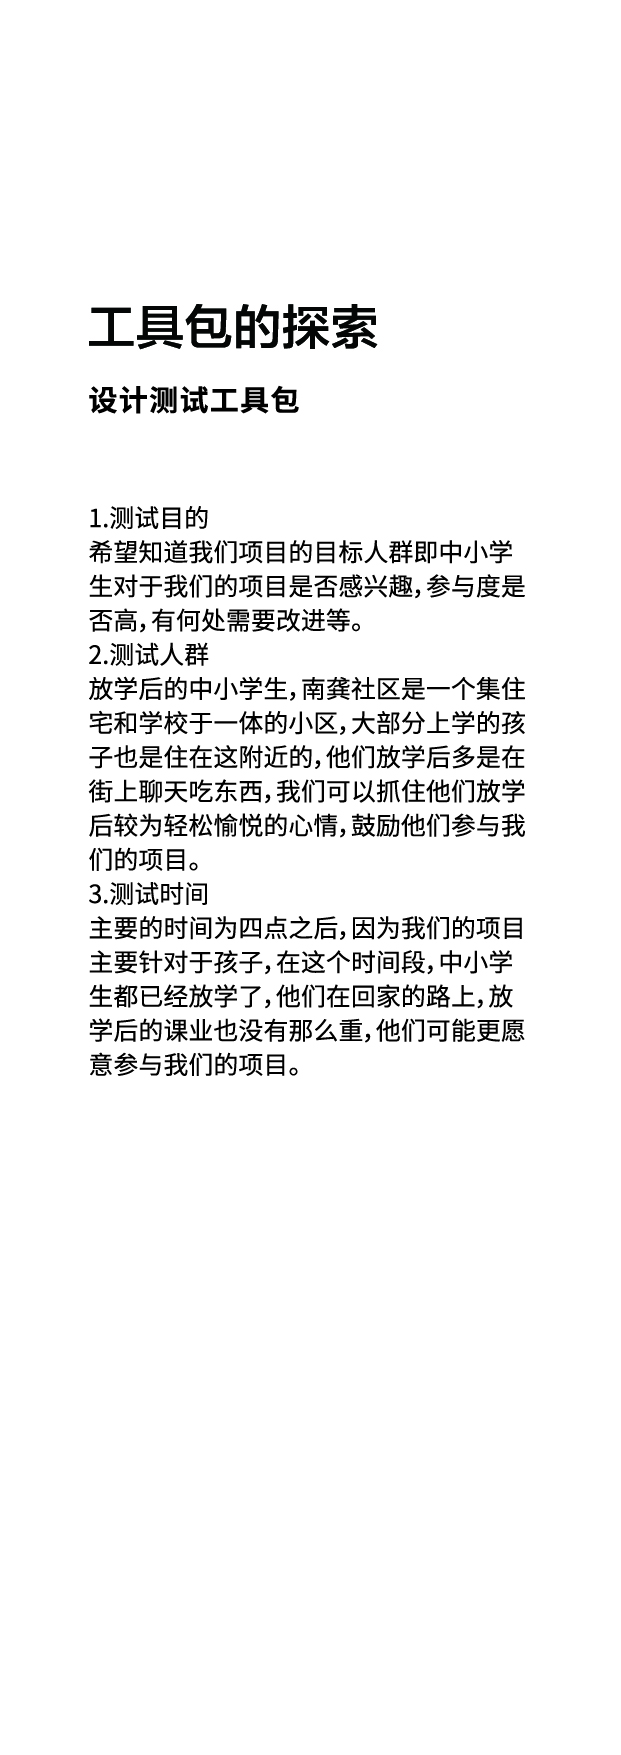 工具包的探索
设计测试工具包
1.测试目的
希望知道我们项目的目标人群即中小学
生对于我们的项目是否感兴趣，参与度是
否高，有何处需要改进等。
2.测试人群
放学后的中小学生，南龚社区是一个集住
宅和学校于一体的小区，大部分上学的孩
子也是住在这附近的，他们放学后多是在
街上聊天吃东西，我们可以抓住他们放学
后较为轻松愉悦的心情，鼓励他们参与我
们的项目。
3.测试时间
主要的时间为四点之后，因为我们的项目
主要针对于孩子，在这个时间段，中小学
生都已经放学了，他们在回家的路上，放
学后的课业也没有那么重，他们可能更愿
意参与我们的项目。